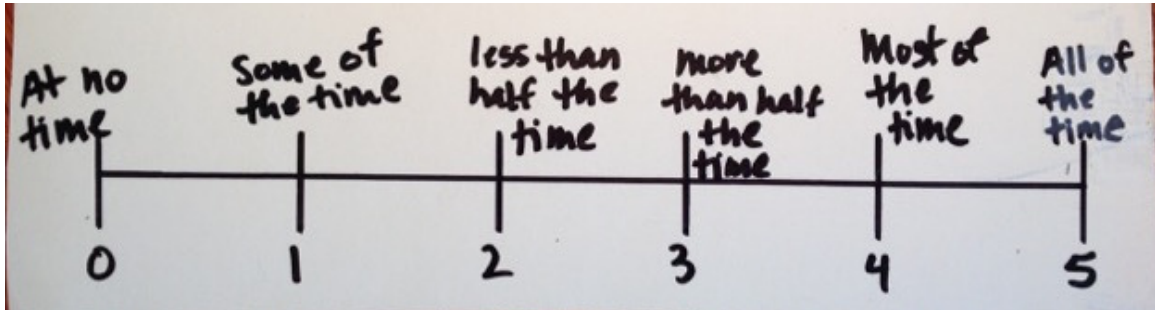 At no
time
Some of
the time
less than
half the
time
more
than half
the
time
Most of
the
time
All of
the
time
0 1 2 3 4 5